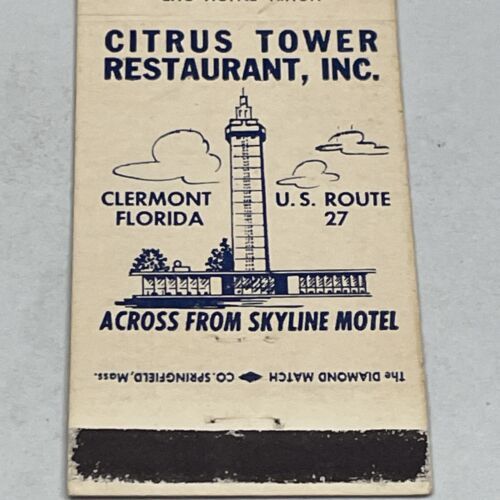 CITRUS TOWER
RESTAURANT, INC.
CLERMONT
FLORIDA
U.S. ROUTE
27
ACROSS FROM SKYLINE MOTEL
The DIAMOND MATCH CO. SPRINGFIELD, Mass.